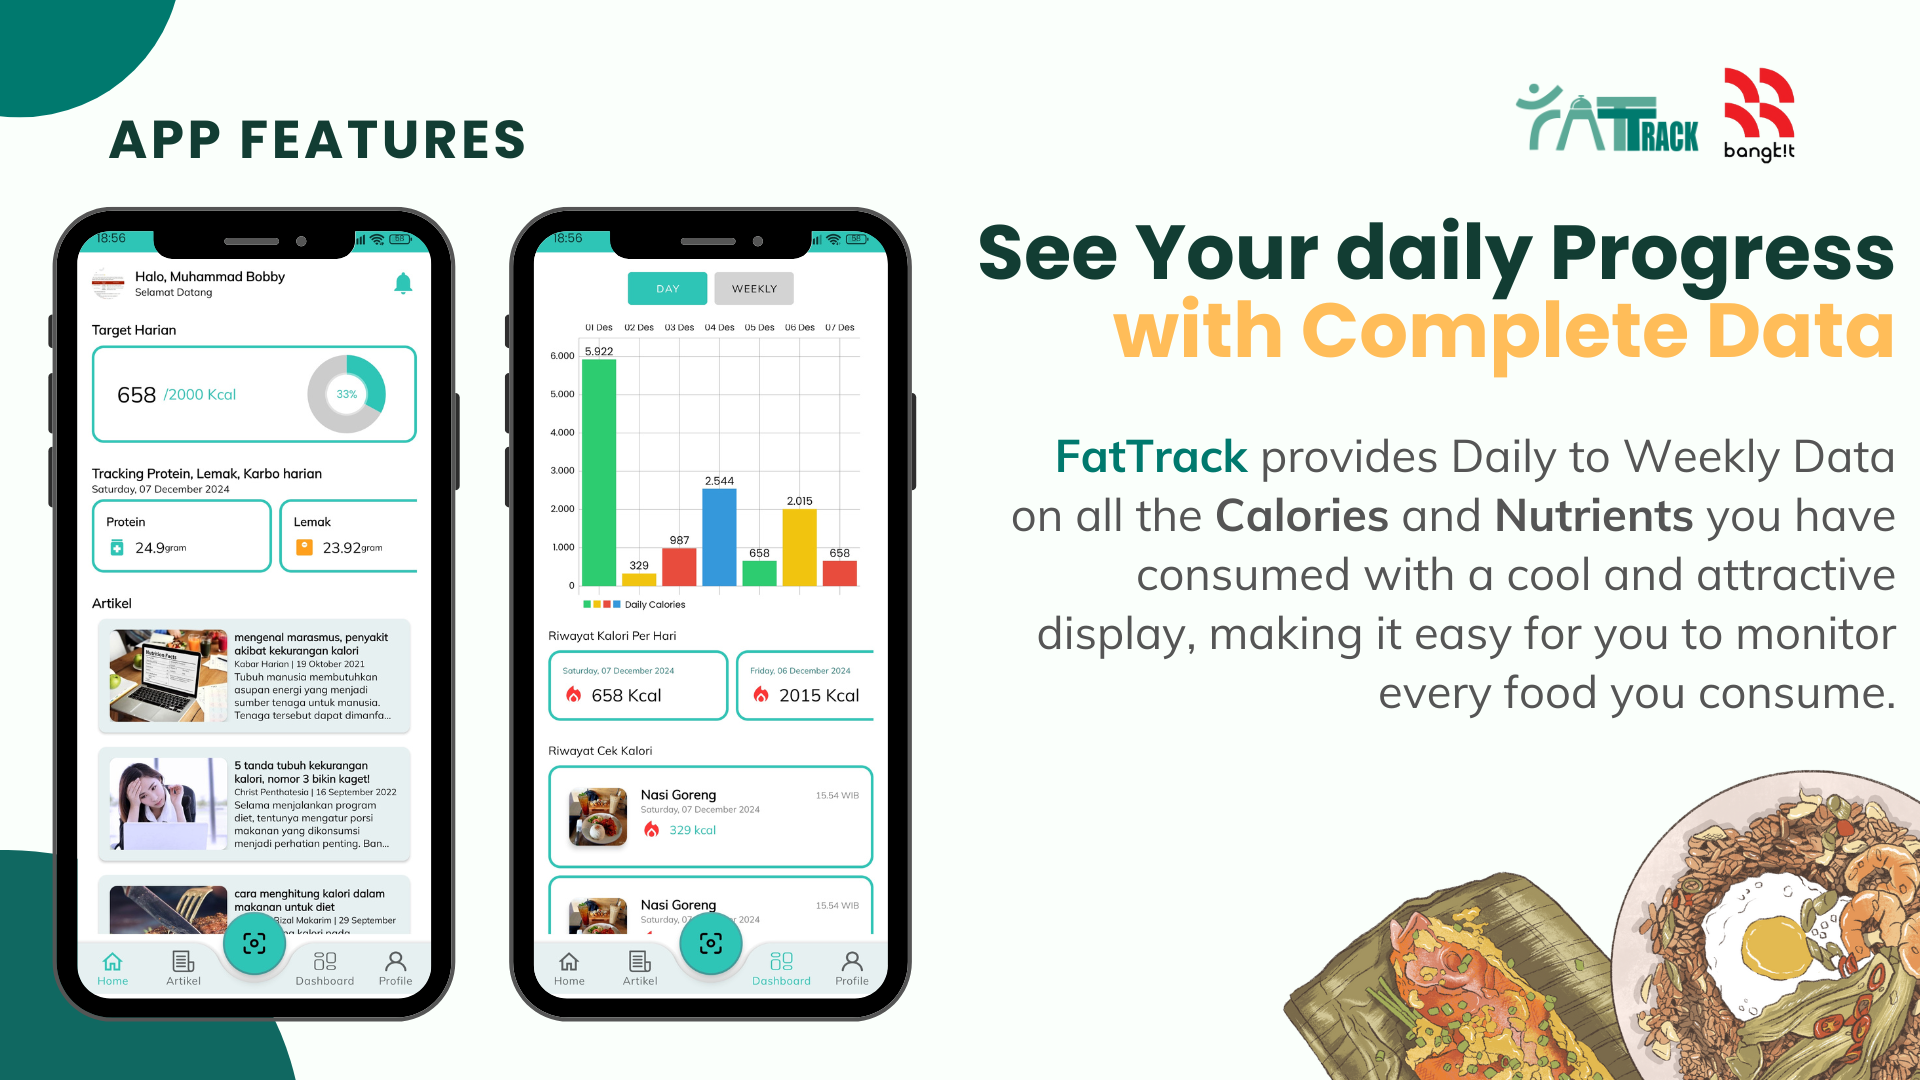 APP FEATURES
FATTRACK
bangk!t
18:56
58
Halo, Muhammad Bobby
Selamat Datang
Target Harian
658 /2000 Kcal
33%
Tracking Protein, Lemak, Karbo harian
Saturday, 07 December 2024
Protein
24.9gram
Lemak
23.92gram
Artikel
mengenal marasmus, penyakit
akibat kekurangan kalori
Kabar Harian | 19 Oktober 2021
Tubuh manusia membutuhkan
asupan energi yang menjadi
sumber tenaga untuk manusia.
Tenaga tersebut dapat dimanfa...
5 tanda tubuh kekurangan
kalori, nomor 3 bikin kaget!
Christ Penthatesia | 16 September 2022
Selama menjalankan program
diet, tentunya mengatur porsi
makanan yang dikonsumsi
menjadi perhatian penting. Ban...
cara menghitung kalori dalam
makanan untuk diet
Rizal Makarim | 29 September
kalori pada
Home
Artikel
Dashboard
Profile
18:56
58
DAY
WEEKLY
01 Des 02 Des 03 Des 04 Des 05 Des 06 Des 07 Des
6.000
5.000
4.000
3.000
2.000
1.000
0
5.922
329
987
2.544
658
2.015
658
Daily Calories
Riwayat Kalori Per Hari
Saturday, 07 December 2024
658 Kcal
Friday, 06 December 2024
2015 Kcal
Riwayat Cek Kalori
Nasi Goreng
15.54 WIB
Saturday, 07 December 2024
329 kcal
Nasi Goreng
15.54 WIB
Saturday, 07 r 2024
Home
Artikel
Dashboard
Profile
See Your daily Progress
with Complete Data
FatTrack provides Daily to Weekly Data
on all the Calories and Nutrients you have
consumed with a cool and attractive
display, making it easy for you to monitor
every food you consume.